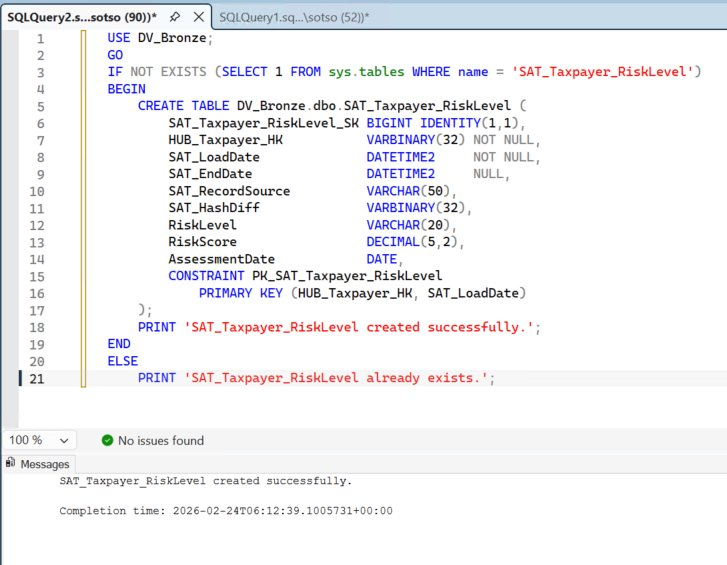 SQLQuery2.s...sotso (90))*
SQLQuery1.sq...\sotso (52))*
1 USE DV_Bronze;
2 GO
3 IF NOT EXISTS (SELECT 1 FROM sys.tables WHERE name = 'SAT_Taxpayer_RiskLevel')
4 BEGIN
5 CREATE TABLE DV_Bronze.dbo.SAT_Taxpayer_RiskLevel (
6 SAT_Taxpayer_RiskLevel_SK BIGINT IDENTITY(1,1),
7 HUB_Taxpayer_HK VARBINARY(32) NOT NULL,
8 SAT_LoadDate DATETIME2 NOT NULL,
9 SAT_EndDate DATETIME2 NULL,
10 SAT_RecordSource VARCHAR(50),
11 SAT_HashDiff VARBINARY(32),
12 RiskLevel VARCHAR(20),
13 RiskScore DECIMAL(5,2),
14 AssessmentDate DATE,
15 CONSTRAINT PK_SAT_Taxpayer_RiskLevel
16 PRIMARY KEY (HUB_Taxpayer_HK, SAT_LoadDate)
17 );
18 PRINT 'SAT_Taxpayer_RiskLevel created successfully.';
19 END
20 ELSE
21 PRINT 'SAT_Taxpayer_RiskLevel already exists.';
100 % No issues found
Messages
SAT_Taxpayer_RiskLevel created successfully.
Completion time: 2026-02-24T06:12:39.1005731+00:00